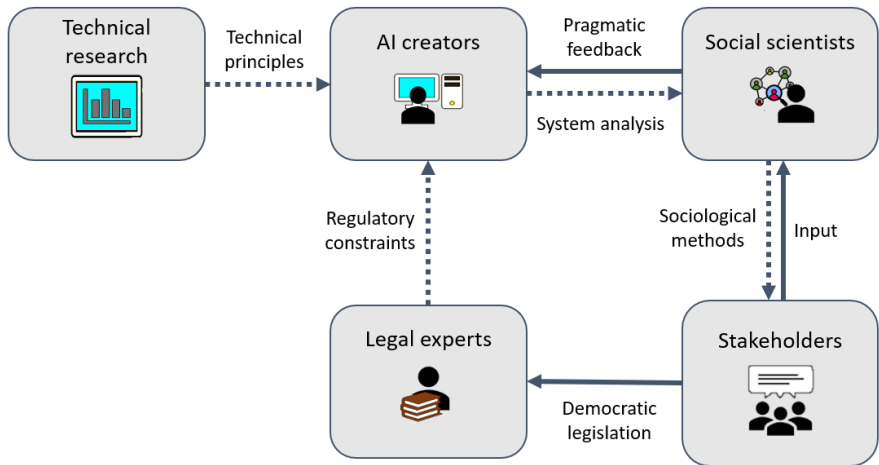 Technical
research
Technical
principles
AI creators
Pragmatic
feedback
System analysis
Social scientists
Regulatory
constraints
Sociological
methods
Input
Legal experts
Democratic
legislation
Stakeholders